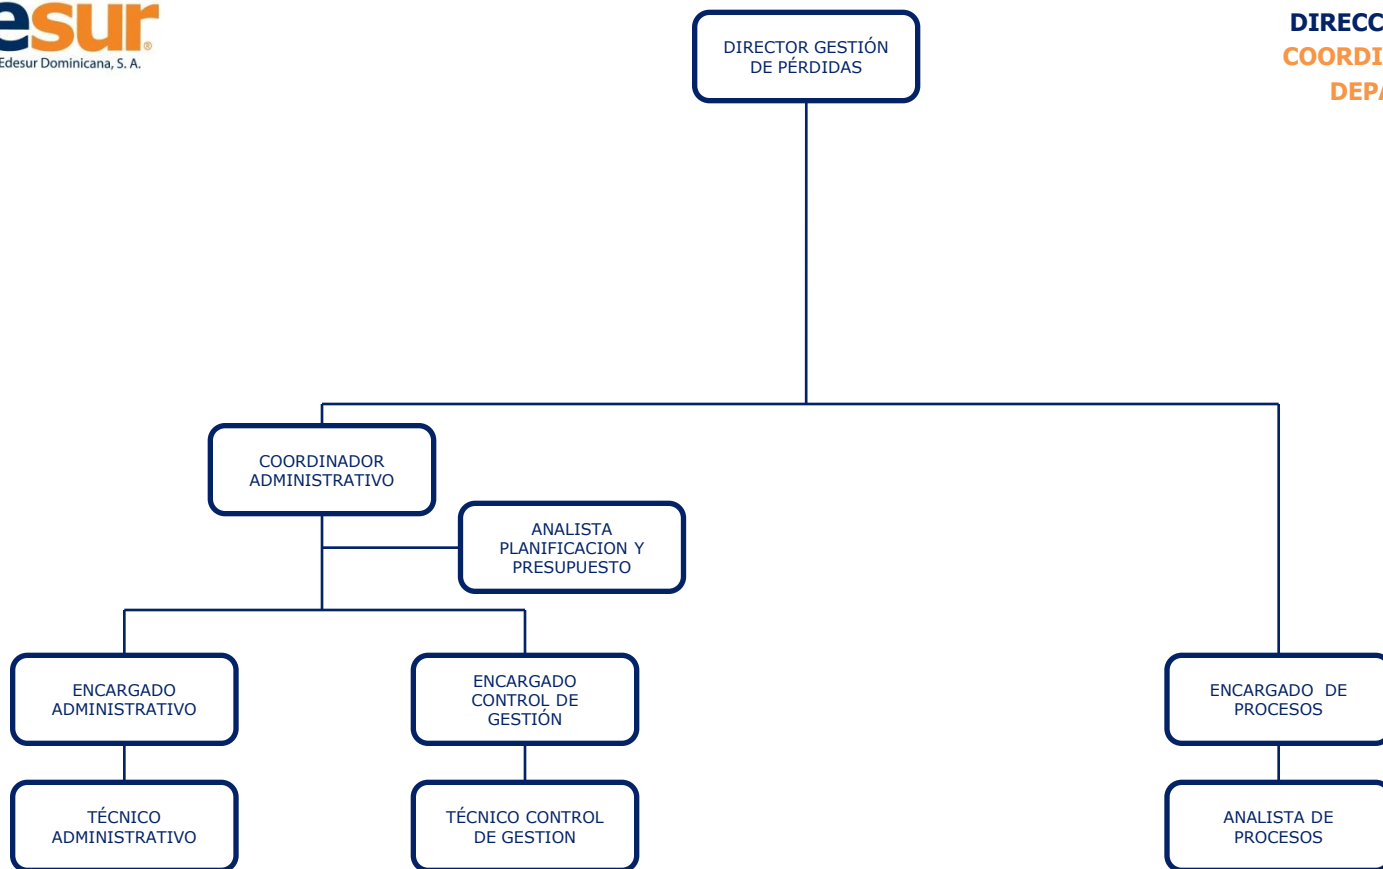 esur
Edesur Dominicana, S. A.
DIRECTOR GESTIÓN
DE PÉRDIDAS
COORDINADOR
ADMINISTRATIVO
ANALISTA
PLANIFICACION Y
PRESUPUESTO
ENCARGADO
ADMINISTRATIVO
ENCARGADO
CONTROL DE
GESTIÓN
ENCARGADO DE
PROCESOS
TÉCNICO
ADMINISTRATIVO
TÉCNICO CONTROL
DE GESTION
ANALISTA DE
PROCESOS